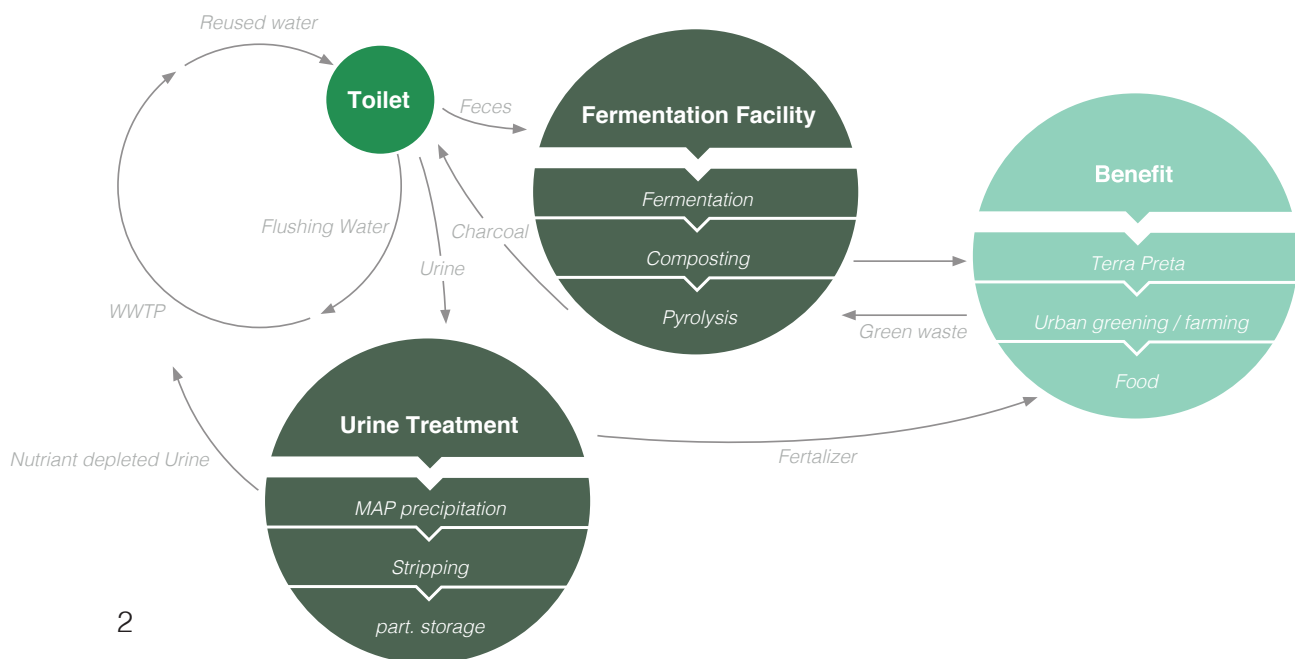 Reused water
Toilet
Feces
Fermentation Facility
Fermentation
Composting
Pyrolysis
Benefit
Terra Preta
Urban greening / farming
Food
Flushing Water
Urine
Charcoal
WWTP
Green waste
Urine Treatment
MAP precipitation
Stripping
part. storage
Nutriant depleted Urine
Fertalizer
2